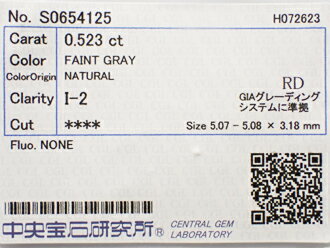 No. S0654125 H072623
Carat 0.523 ct
Color FAINT GRAY
ColorOrigin NATURAL
Clarity I-2 RD
GIAグレーディング
システムに準拠
Cut **** Size 5.07 - 5.08 × 3.18 mm
Fluo. NONE
中央宝石研究所® CENTRAL GEM
LABORATORY